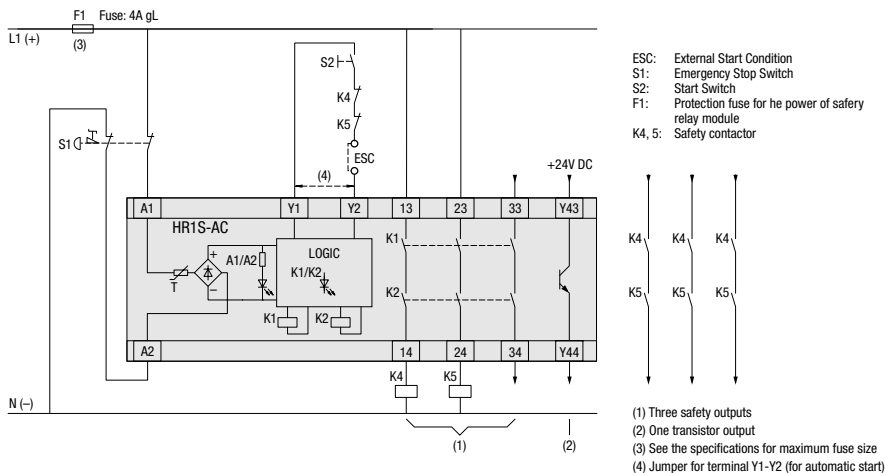 F1 Fuse: 4A gL
L1 (+)
(3)
S2
K4
K5
ESC
S1
(4)
+24V DC
A1 Y1 Y2 13 23 33 Y43
HR1S-AC
LOGIC
A1/A2
K1/K2
+
−
T
K1
K2
K1
K2
A2 14 24 34 Y44
K4
K5
N (−)
(1)
(2)
ESC: External Start Condition
S1: Emergency Stop Switch
S2: Start Switch
F1: Protection fuse for he power of safery
relay module
K4, 5: Safety contactor
K4 K4 K4
K5 K5 K5
(1) Three safety outputs
(2) One transistor output
(3) See the specifications for maximum fuse size
(4) Jumper for terminal Y1-Y2 (for automatic start)